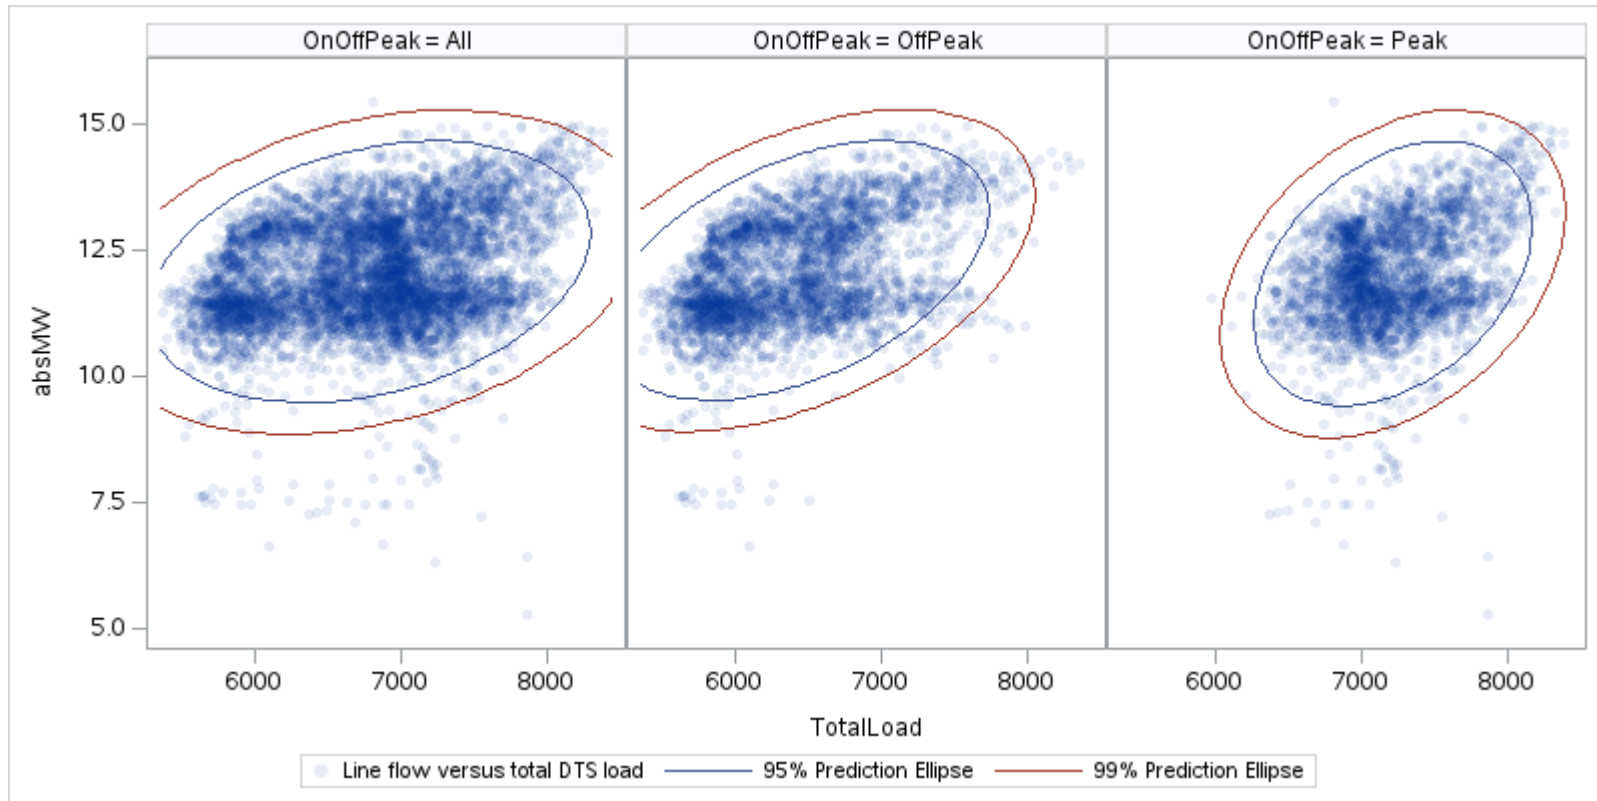 OnOffPeak = All
OnOffPeak = OffPeak
OnOffPeak = Peak
15.0
12.5
10.0
7.5
5.0
absMW
6000 7000 8000
6000 7000 8000
6000 7000 8000
TotalLoad
Line flow versus total DTS load 95% Prediction Ellipse 99% Prediction Ellipse